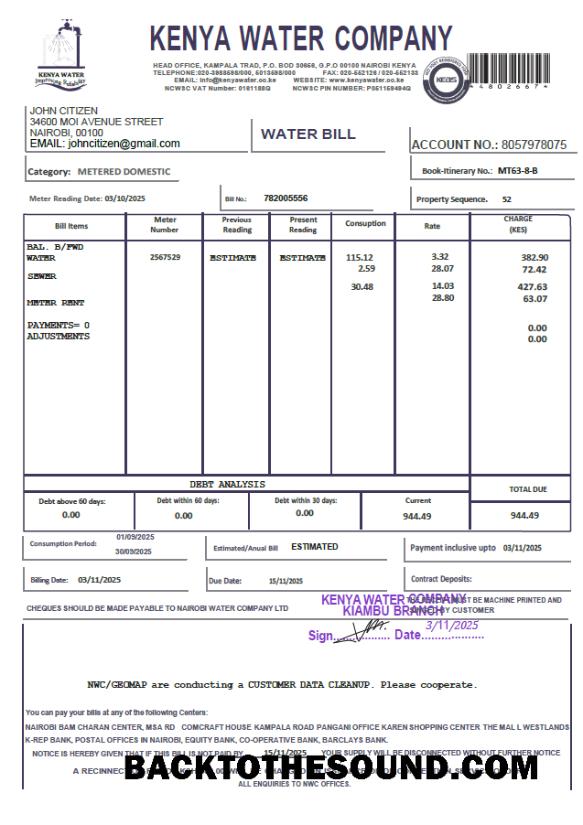 KENYA WATER COMPANY
KENYA WATER
HEAD OFFICE, KAMPALA TRAD, P.O. BOD 30656, G.P.O 00100 NAIROBI KENYA
TELEPHONE:020-3988598/000, 5013598/000 FAX: 020-552126 / 020-552133
EMAIL: info@kenyawater.oo.ke WEBSITE: www.kenyawater.oo.ke
NCWSC VAT Number: 0161188Q NCWSC PIN NUMBER: P051159494Q
KEBS
480266
JOHN CITIZEN
34600 MOI AVENUE STREET
NAIROBI, 00100
EMAIL: johncitizen@gmail.com
WATER BILL
ACCOUNT NO.: 8057978075
Category: METERED DOMESTIC
Book-Itinerary No.: MT63-8-B
Meter Reading Date: 03/10/2025
Bill No.: 782005556
Property Sequence. 52
Bill Items Meter Number Previous Reading Present Reading Consuption Rate CHARGE (KES)
BAL. B/FWD
WATER 2567529 ESTIMATE ESTIMATE 115.12 3.32 382.90
2.59 28.07 72.42
SEWER
30.48 14.03 427.63
METER RENT 28.80 63.07
PAYMENTS= 0 0.00
ADJUSTMENTS 0.00
DEBT ANALYSIS TOTAL DUE
Debt above 60 days: Debt within 60 days: Debt within 30 days: Current
0.00 0.00 0.00 944.49 944.49
Consumption Period: 01/09/2025
30/09/2025
Estimated/Anual Bill ESTIMATED
Payment inclusive upto 03/11/2025
Billing Date: 03/11/2025
Due Date: 15/11/2025
Contract Deposits:
CHEQUES SHOULD BE MADE PAYABLE TO NAIROBI WATER COMPANY LTD
MUST BE MACHINE PRINTED AND
BY CUSTOMER
KENYA WATER COMPANY
KIAMBU BRANCH
Sign............. Date................
3/11/2025
NWC/GEOMAP are conducting a CUSTOMER DATA CLEANUP. Please cooperate.
You can pay your bills at any of the following Centers:
NAIROBI BAM CHARAN CENTER, MSA RD COMCRAFT HOUSE KAMPALA ROAD PANGANI OFFICE KAREN SHOPPING CENTER THE MALL WESTLANDS
K-REP BANK, POSTAL OFFICES IN NAIROBI, EQUITY BANK, CO-OPERATIVE BANK, BARCLAYS BANK.
NOTICE IS HEREBY GIVEN THAT IF THIS BILL IS NOT PAID BY 15/11/2025 YOUR SUPPLY WILL BE DISCONNECTED WITHOUT FURTHER NOTICE
A RECINNEC
BACKTOTHESOUND.COM
ALL ENQUIRIES TO NWC OFFICES.